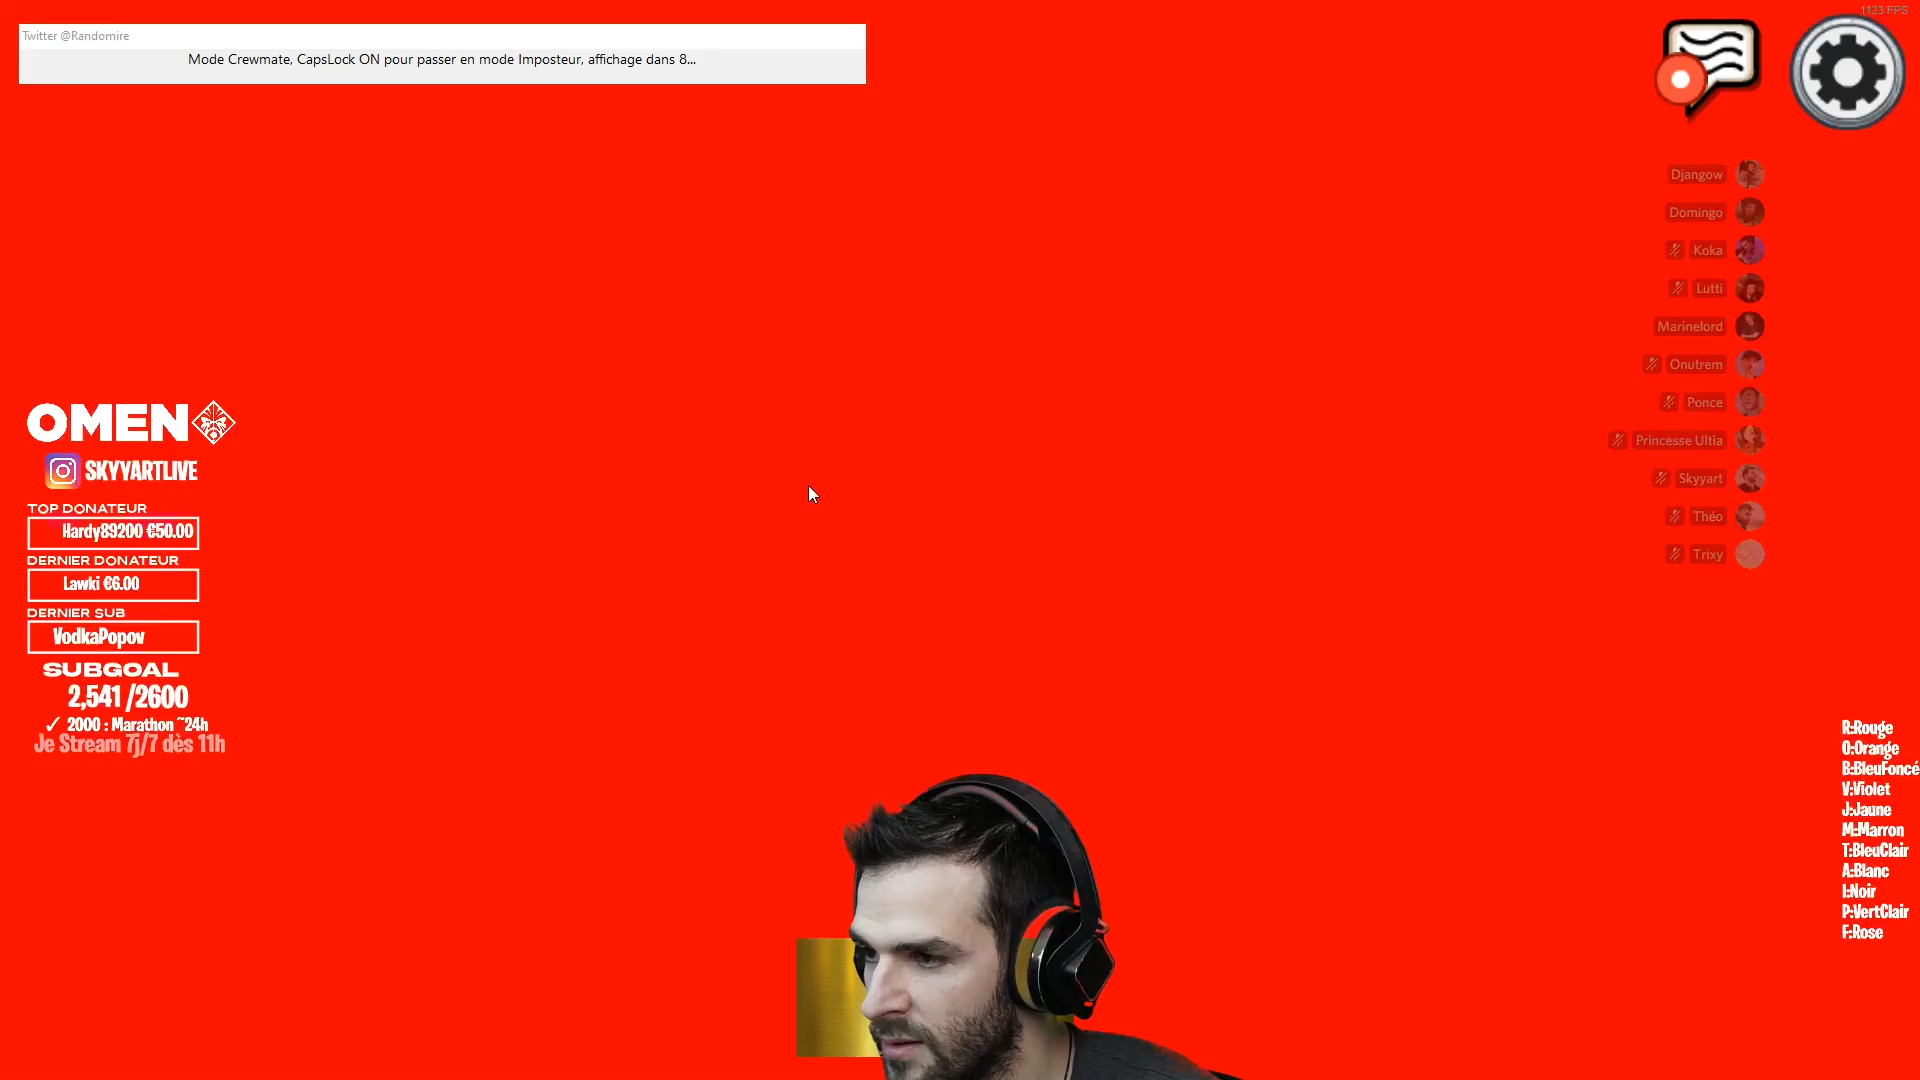 1123 FPS
Twitter @Randomire
Mode Crewmate, CapsLock ON pour passer en mode Imposteur, affichage dans 8...
Djangow
Domingo
Koka
Lutti
Marinelord
Onutrem
Ponce
Princesse Ultia
Skyyart
Théo
Trixy
OMEN
SKYYARTLIVE
TOP DONATEUR
Hardy89200 €50.00
DERNIER DONATEUR
Lawki €6.00
DERNIER SUB
VodkaPopov
SUBGOAL
2,541 /2600
✓ 2000 : Marathon ~24h
Je Stream 7j/7 dès 11h
R:Rouge
O:Orange
B:BleuFoncé
V:Violet
J:Jaune
M:Marron
T:BleuClair
A:Blanc
I:Noir
P:VertClair
F:Rose